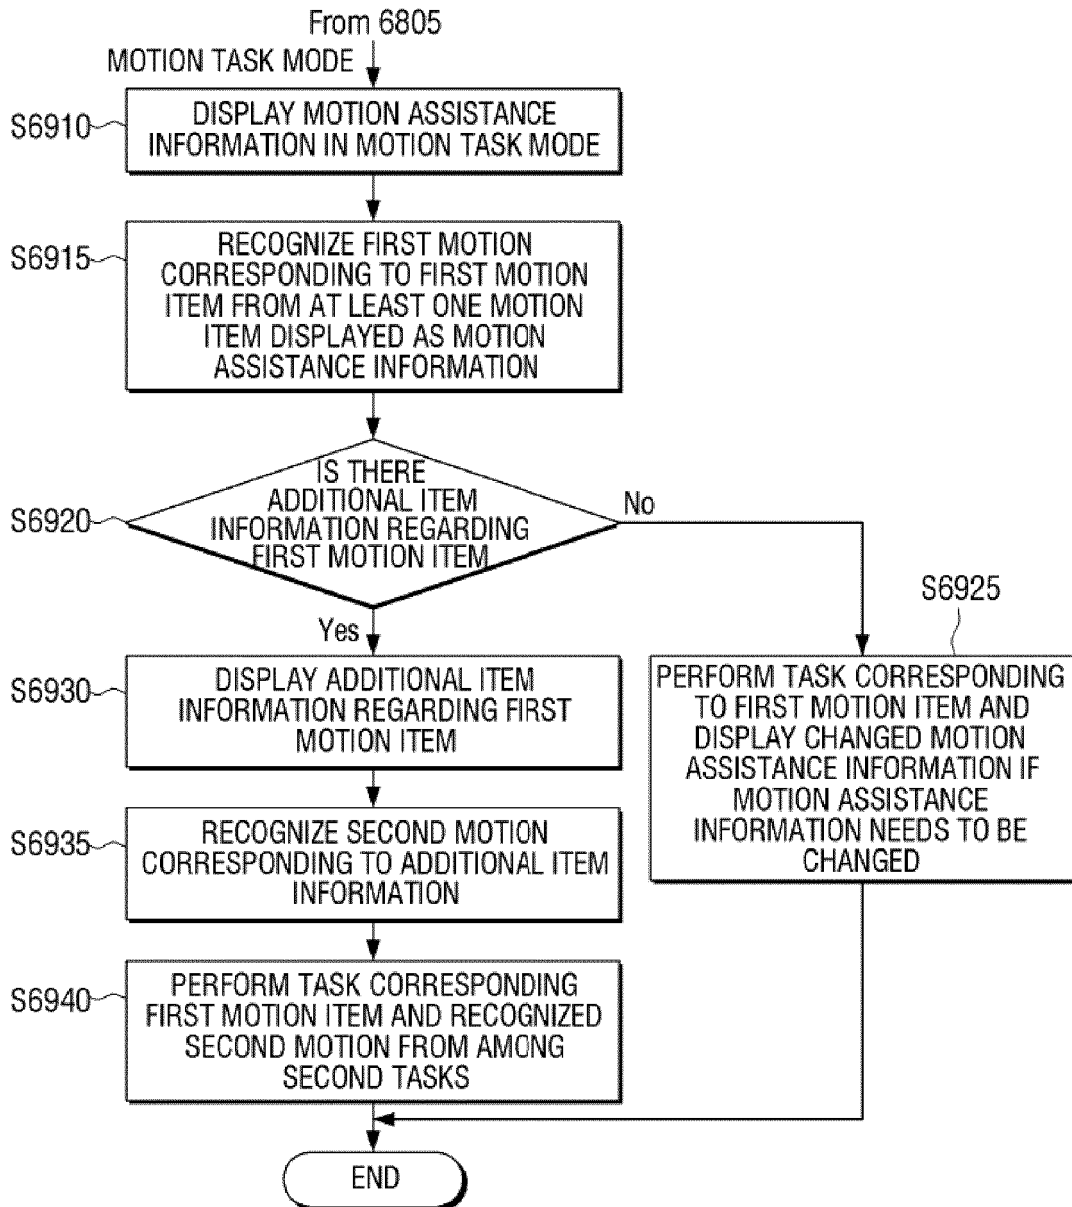 From 6805
MOTION TASK MODE
S6910
DISPLAY MOTION ASSISTANCE
INFORMATION IN MOTION TASK MODE
S6915
RECOGNIZE FIRST MOTION
CORRESPONDING TO FIRST MOTION
ITEM FROM AT LEAST ONE MOTION
ITEM DISPLAYED AS MOTION
ASSISTANCE INFORMATION
S6920
IS THERE
ADDITIONAL ITEM
INFORMATION REGARDING
FIRST MOTION ITEM
No
Yes
S6925
PERFORM TASK CORRESPONDING
TO FIRST MOTION ITEM AND
DISPLAY CHANGED MOTION
ASSISTANCE INFORMATION IF
MOTION ASSISTANCE
INFORMATION NEEDS TO BE
CHANGED
S6930
DISPLAY ADDITIONAL ITEM
INFORMATION REGARDING FIRST
MOTION ITEM
S6935
RECOGNIZE SECOND MOTION
CORRESPONDING TO ADDITIONAL ITEM
INFORMATION
S6940
PERFORM TASK CORRESPONDING
FIRST MOTION ITEM AND RECOGNIZED
SECOND MOTION FROM AMONG
SECOND TASKS
END